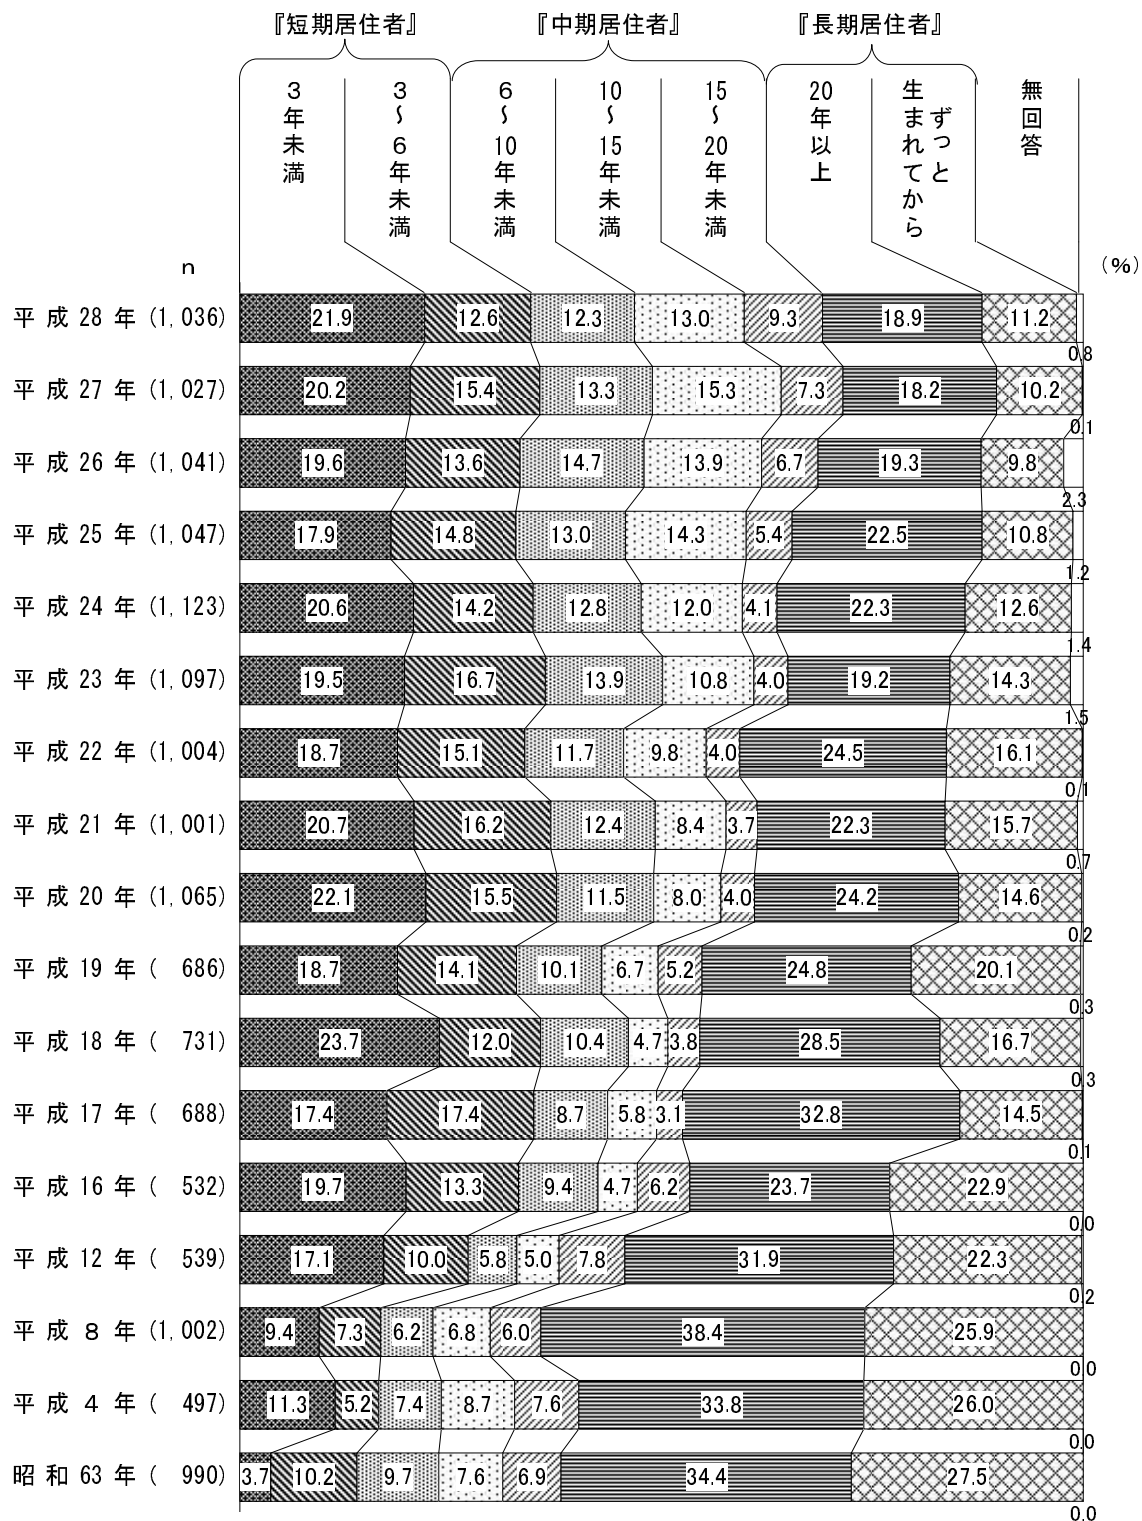 『短期居住者』 『中期居住者』 『長期居住者』
３年未満
３～６年未満
６～10年未満
10～15年未満
15～20年未満
20年以上
生まれてから
ずっと
無回答
ｎ
（％）
平成28年（1,036） 21.9 12.6 12.3 13.0 9.3 18.9 11.2
0.8
平成27年（1,027） 20.2 15.4 13.3 15.3 7.3 18.2 10.2
0.1
平成26年（1,041） 19.6 13.6 14.7 13.9 6.7 19.3 9.8
2.3
平成25年（1,047） 17.9 14.8 13.0 14.3 5.4 22.5 10.8
1.2
平成24年（1,123） 20.6 14.2 12.8 12.0 4.1 22.3 12.6
1.4
平成23年（1,097） 19.5 16.7 13.9 10.8 4.0 19.2 14.3
1.5
平成22年（1,004） 18.7 15.1 11.7 9.8 4.0 24.5 16.1
0.1
平成21年（1,001） 20.7 16.2 12.4 8.4 3.7 22.3 15.7
0.7
平成20年（1,065） 22.1 15.5 11.5 8.0 4.0 24.2 14.6
0.2
平成19年（ 686） 18.7 14.1 10.1 6.7 5.2 24.8 20.1
0.3
平成18年（ 731） 23.7 12.0 10.4 4.7 3.8 28.5 16.7
0.3
平成17年（ 688） 17.4 17.4 8.7 5.8 3.1 32.8 14.5
0.1
平成16年（ 532） 19.7 13.3 9.4 4.7 6.2 23.7 22.9
0.0
平成12年（ 539） 17.1 10.0 5.8 5.0 7.8 31.9 22.3
0.2
平成８年（1,002） 9.4 7.3 6.2 6.8 6.0 38.4 25.9
0.0
平成４年（ 497） 11.3 5.2 7.4 8.7 7.6 33.8 26.0
0.0
昭和63年（ 990） 3.7 10.2 9.7 7.6 6.9 34.4 27.5
0.0